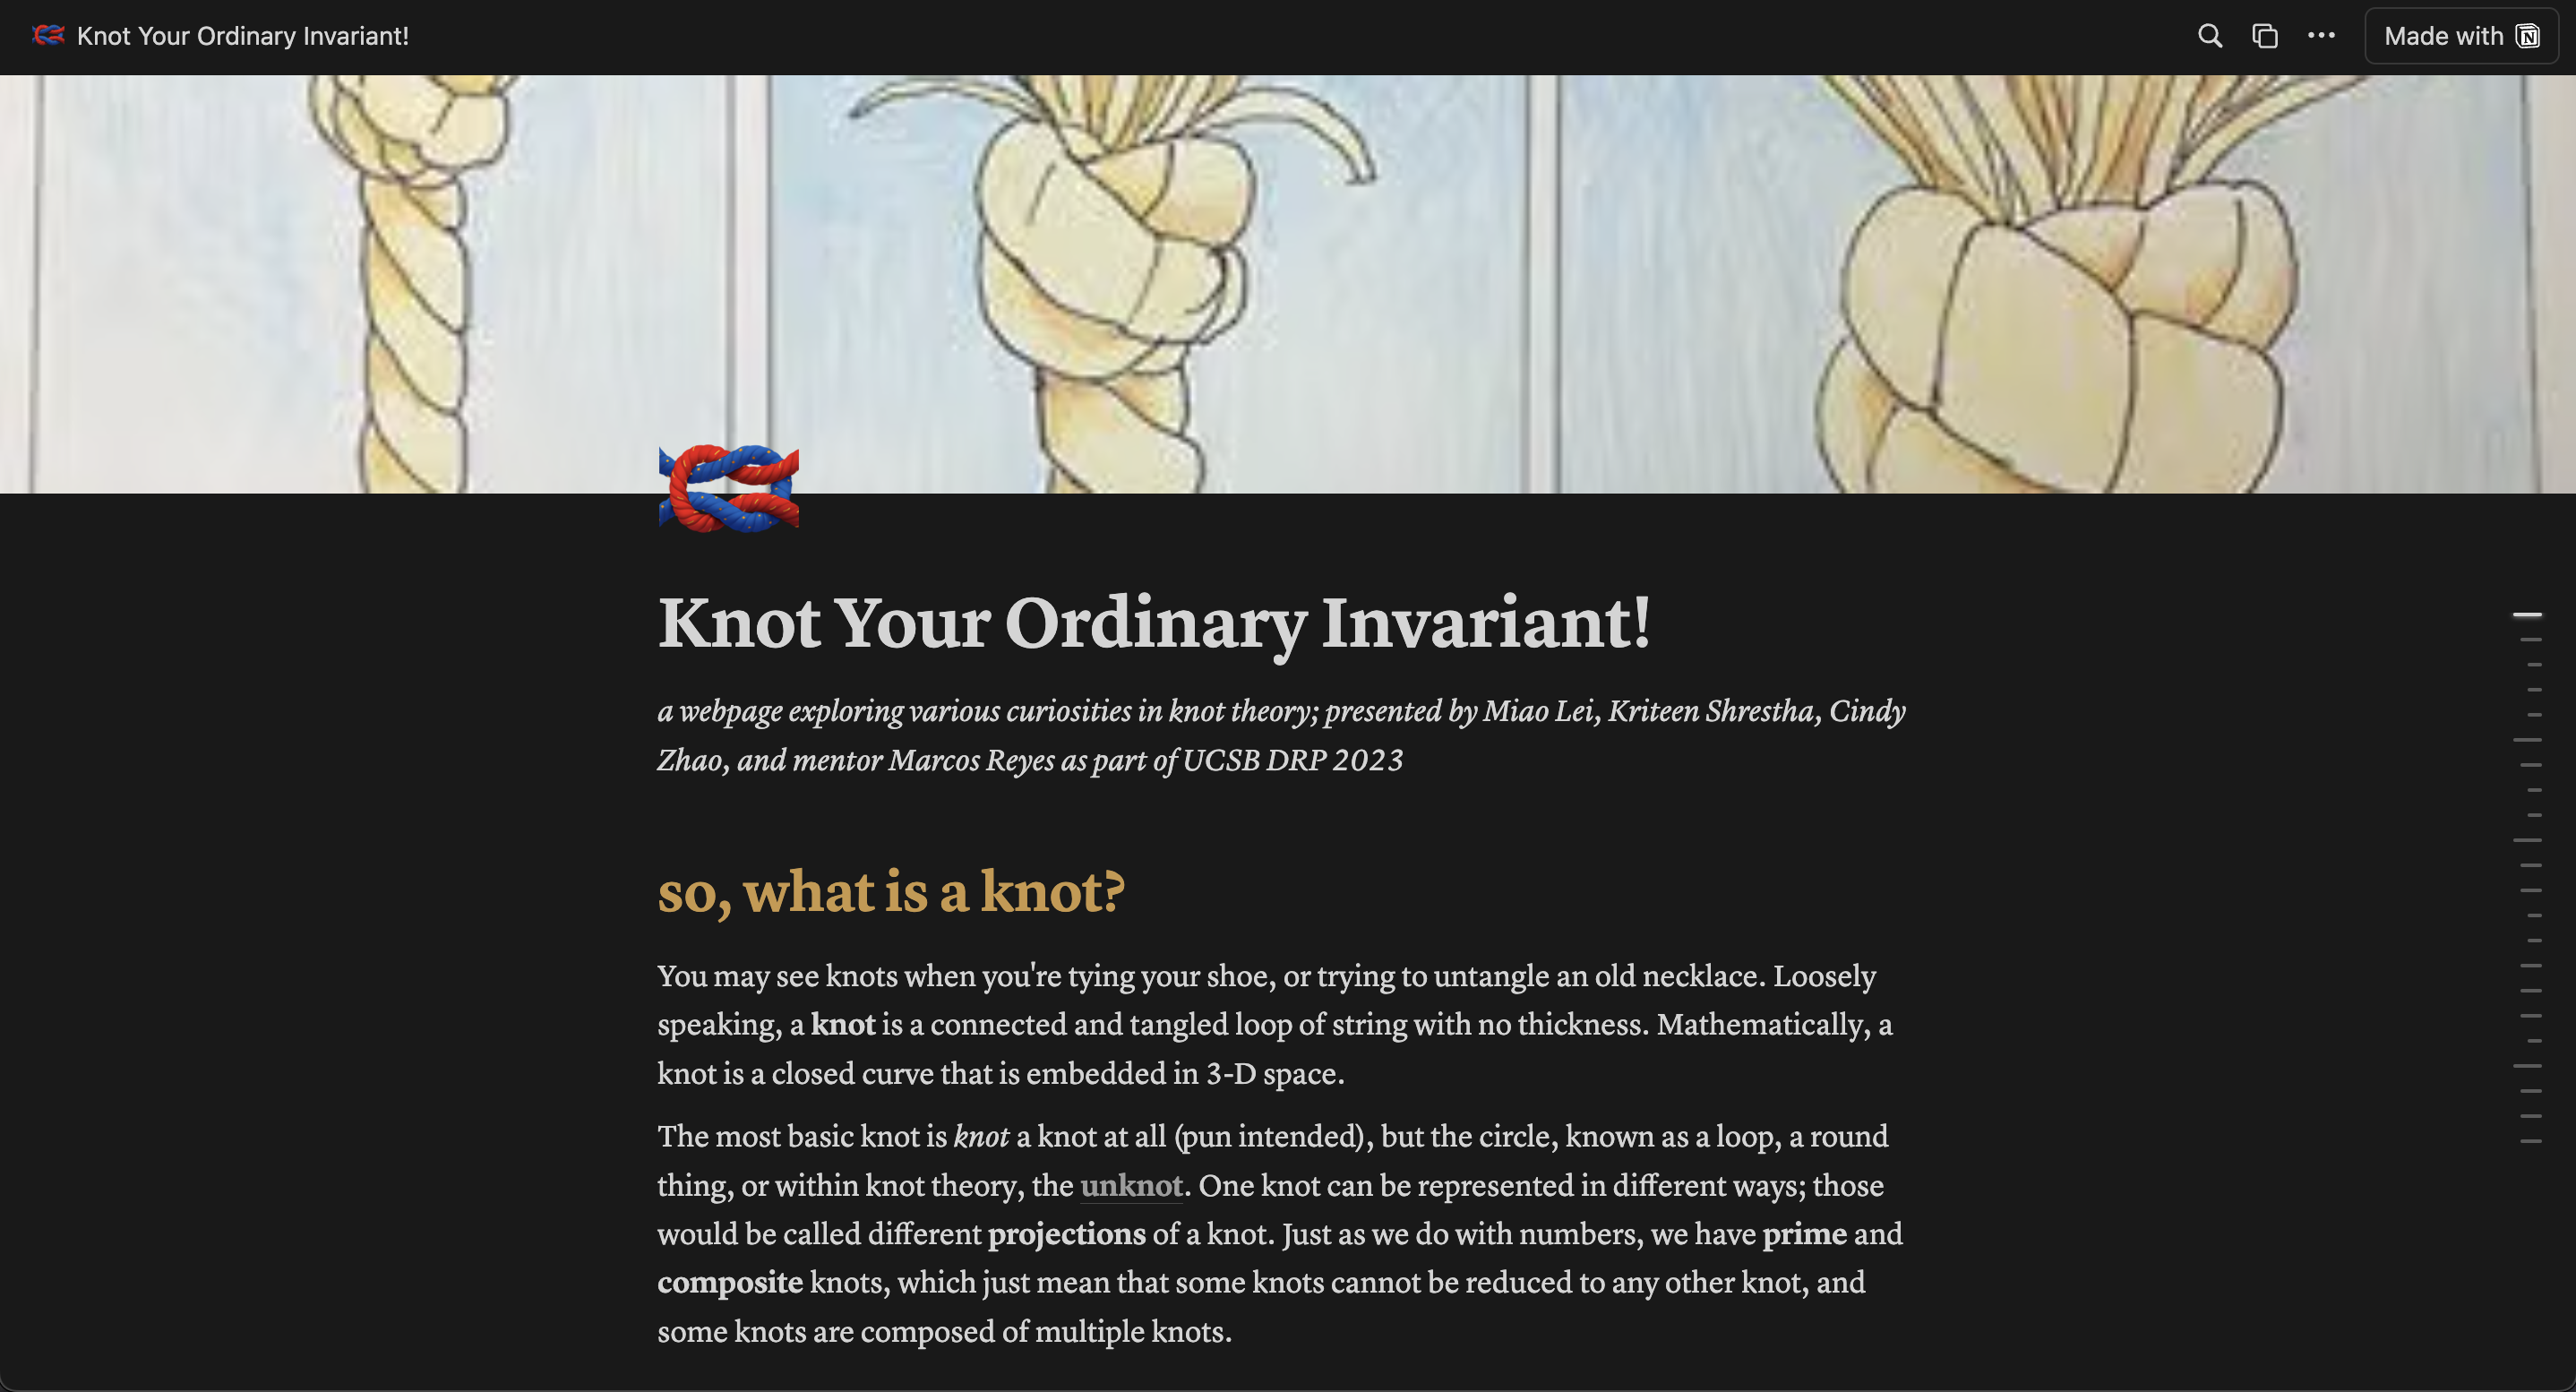 Knot Your Ordinary Invariant!
Made with
Knot Your Ordinary Invariant!
a webpage exploring various curiosities in knot theory; presented by Miao Lei, Kriteen Shrestha, Cindy
Zhao, and mentor Marcos Reyes as part of UCSB DRP 2023
so, what is a knot?
You may see knots when you're tying your shoe, or trying to untangle an old necklace. Loosely
speaking, a knot is a connected and tangled loop of string with no thickness. Mathematically, a
knot is a closed curve that is embedded in 3-D space.
The most basic knot is knot a knot at all (pun intended), but the circle, known as a loop, a round
thing, or within knot theory, the unknot. One knot can be represented in different ways; those
would be called different projections of a knot. Just as we do with numbers, we have prime and
composite knots, which just mean that some knots cannot be reduced to any other knot, and
some knots are composed of multiple knots.